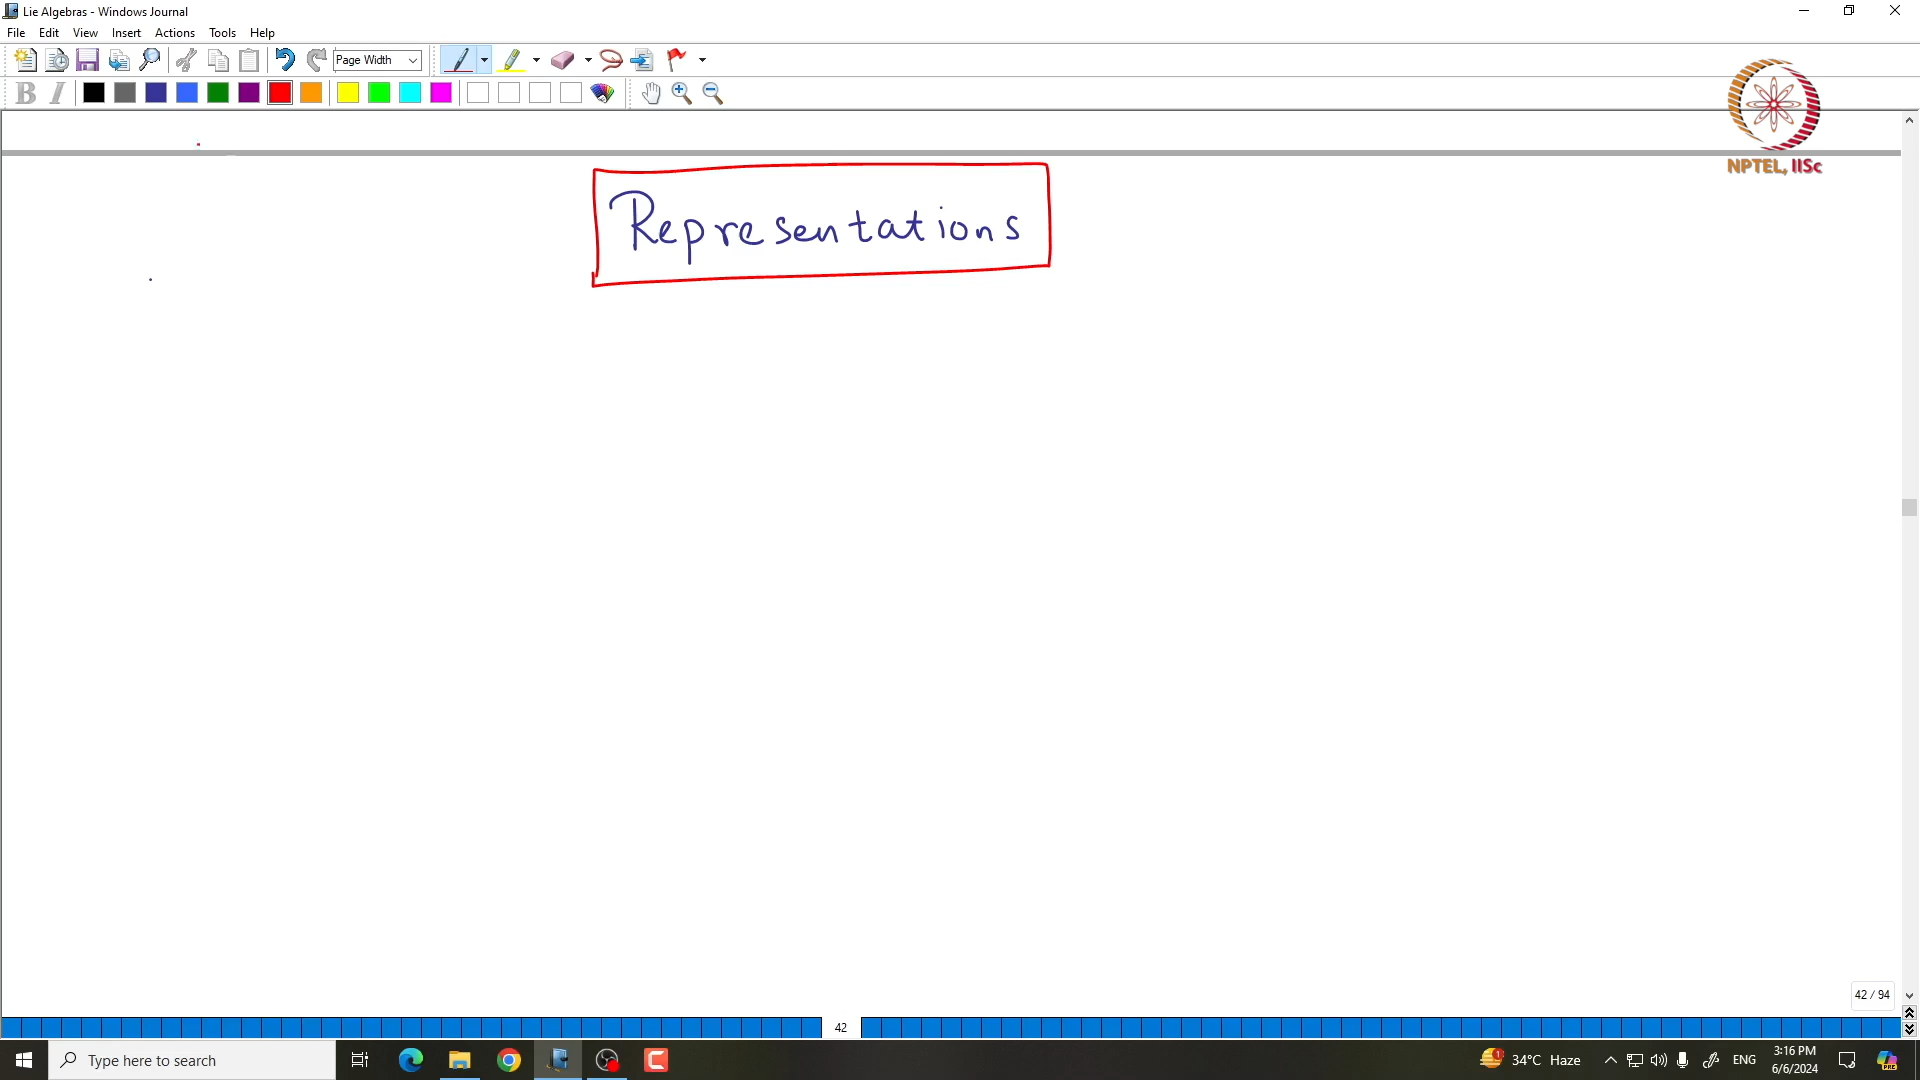 Lie Algebras - Windows Journal
File Edit View Insert Actions Tools Help
Page Width
B I
NPTEL, IISc
Representations
42 / 94
42
Type here to search
34°C Haze
ENG
3:16 PM
6/6/2024